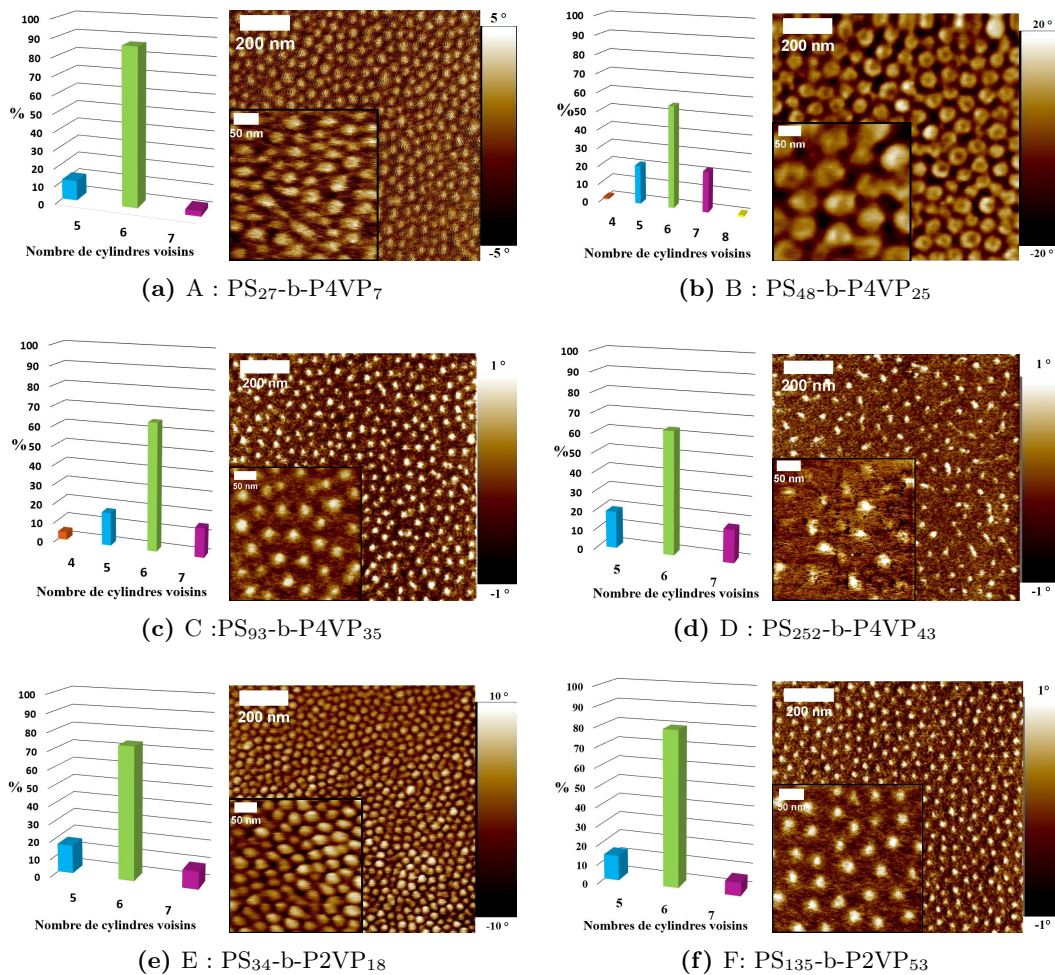 100
90
80
70
60
50
40
30
20
10
0
%
5 6 7
Nombre de cylindres voisins
200 nm
50 nm
5 °
-5 °
(a) A : PS27-b-P4VP7
100
90
80
70
60
50
40
30
20
10
0
%
4 5 6 7 8
Nombre de cylindres voisins
200 nm
50 nm
20 °
-20 °
(b) B : PS48-b-P4VP25
100
90
80
70
60
50
40
30
20
10
0
%
4 5 6 7
Nombre de cylindres voisins
200 nm
50 nm
1 °
-1 °
(c) C :PS93-b-P4VP35
100
90
80
70
60
50
40
30
20
10
0
%
5 6 7
Nombre de cylindres voisins
200 nm
50 nm
1 °
-1 °
(d) D : PS252-b-P4VP43
100
90
80
70
60
50
40
30
20
10
0
%
5 6 7
Nombre de cylindres voisins
200 nm
50 nm
10 °
-10 °
(e) E : PS34-b-P2VP18
100
90
80
70
60
50
40
30
20
10
0
%
5 6 7
Nombres de cylindres voisins
200 nm
50 nm
1°
-1°
(f) F: PS135-b-P2VP53